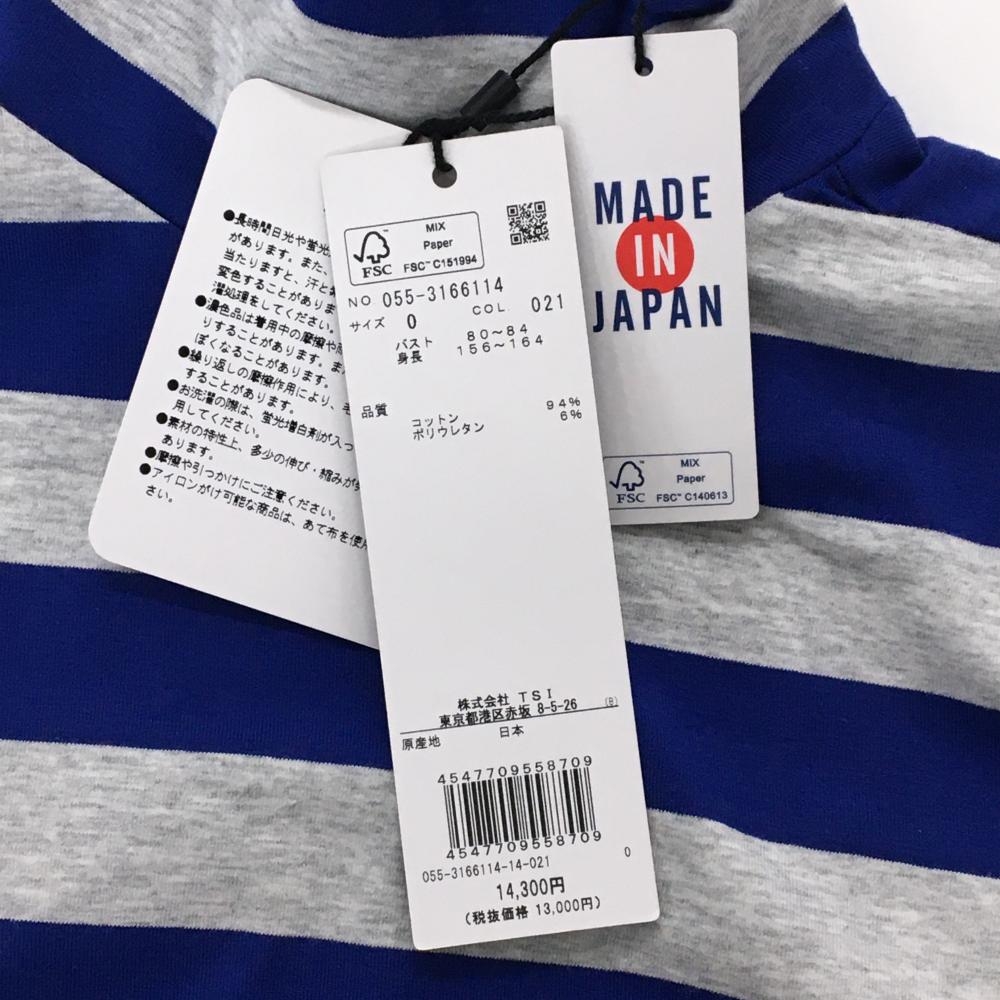 ●長時間日光や蛍光
があります。また、
当たりますと、汗と
変色することがありま
濯処理をしてください。
●濃色品は着用中の摩擦や
りすることがあります。ま
ぽくなることがあります。
●繰り返しの摩擦作用により、毛
することがあります。
●お洗濯の際は、蛍光増白剤が入っ
用してください。
●素材の特性上、多少の伸び・縮みが
あります。
●摩擦や引っかけにご注意ください。
●アイロンがけ可能な商品は、あて布を使用
さい。
FSC
MIX
Paper
FSC™ C151994
NO 055-3166114
COL. 021
サイズ 0
バスト 80～84
身長 156～164
品質
コットン 94%
ポリウレタン 6%
株式会社 TSI
東京都港区赤坂 8-5-26 (B)
原産地 日本
4547709558709
4547709558709
055-3166114-14-021 0
14,300円
(税抜価格 13,000円)
MADE
IN
JAPAN
FSC
MIX
Paper
FSC™ C140613